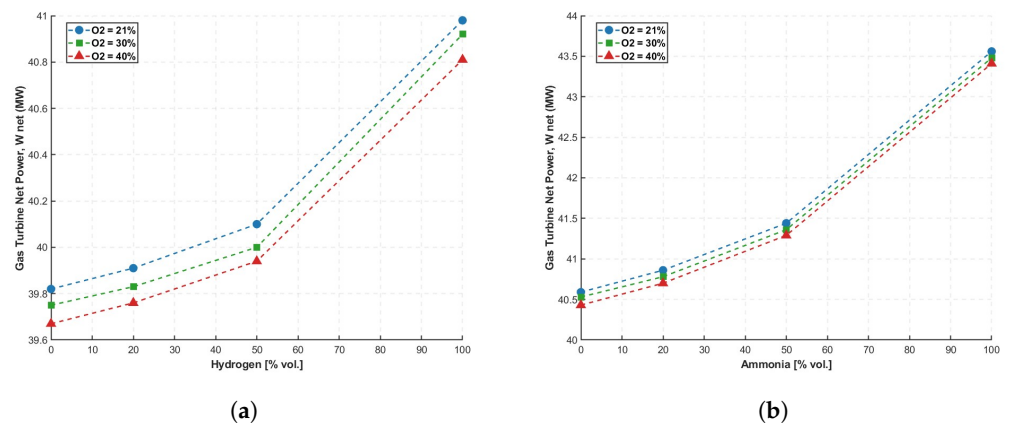 O2 = 21%
O2 = 30%
O2 = 40%
Gas Turbine Net Power, W net (MW)
41
40.8
40.6
40.4
40.2
40
39.8
39.6
0 10 20 30 40 50 60 70 80 90 100
Hydrogen [% vol.]
(a)
O2 = 21%
O2 = 30%
O2 = 40%
Gas Turbine Net Power, W net (MW)
44
43.5
43
42.5
42
41.5
41
40.5
40
0 10 20 30 40 50 60 70 80 90 100
Ammonia [% vol.]
(b)